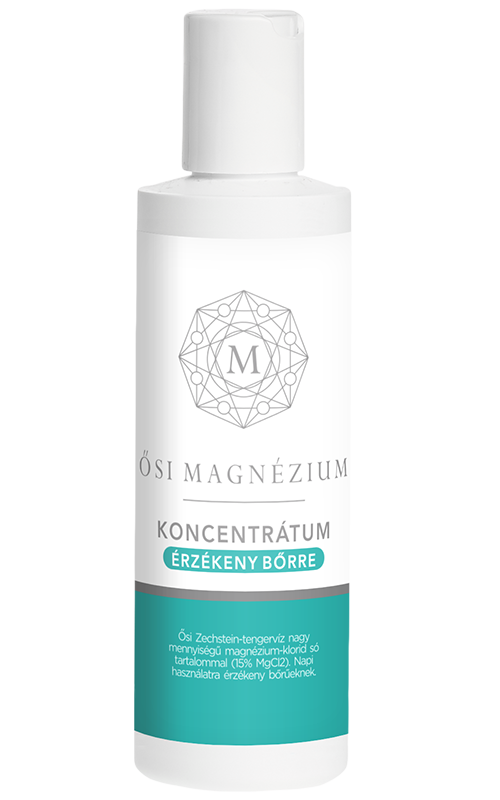 M
ŐSI MAGNÉZIUM
KONCENTRÁTUM
ÉRZÉKENY BŐRRE
Ősi Zechstein-tengervíz nagy
mennyiségű magnézium-klorid só
tartalommal (15% MgCl2). Napi
használatra érzékeny bőrűeknek.